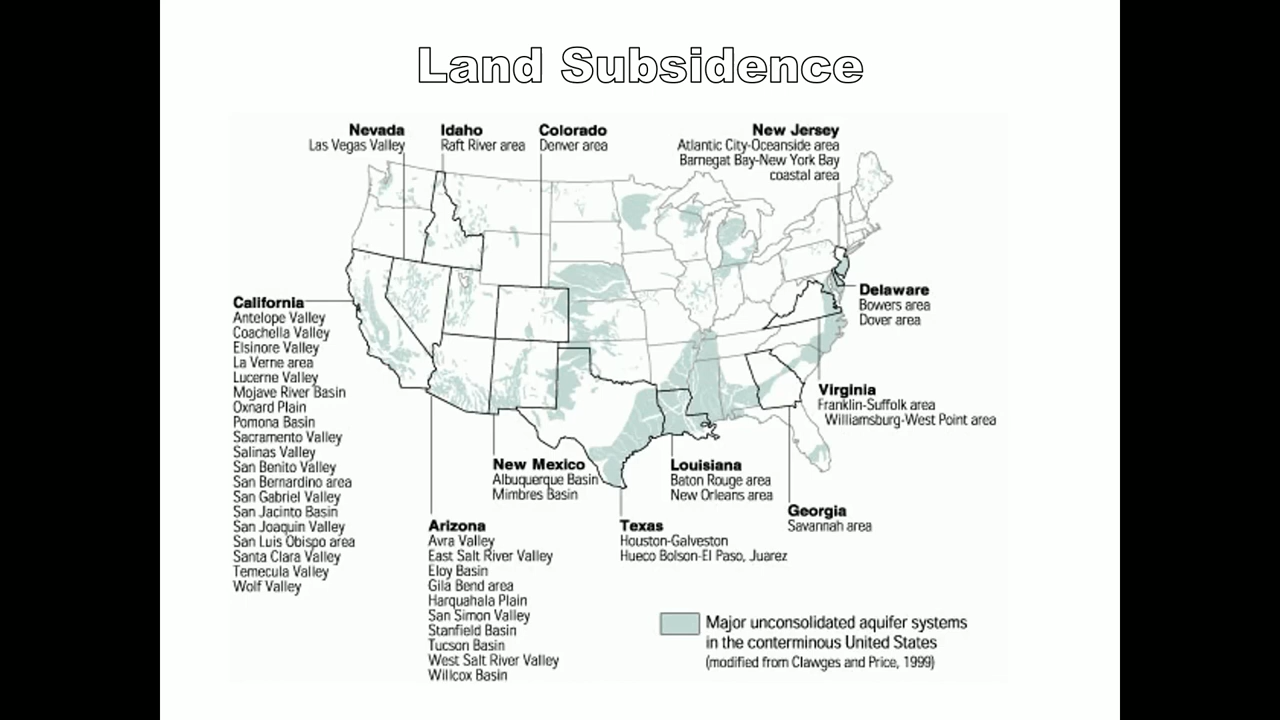 Land Subsidence
Nevada
Las Vegas Valley
Idaho
Raft River area
Colorado
Denver area
New Jersey
Atlantic City-Oceanside area
Barnegat Bay-New York Bay
coastal area
California
Antelope Valley
Coachella Valley
Elsinore Valley
La Verne area
Lucerne Valley
Mojave River Basin
Oxnard Plain
Pomona Basin
Sacramento Valley
Salinas Valley
San Benito Valley
San Bernardino area
San Gabriel Valley
San Jacinto Basin
San Joaquin Valley
San Luis Obispo area
Santa Clara Valley
Temecula Valley
Wolf Valley
Delaware
Bowers area
Dover area
Virginia
Franklin-Suffolk area
Williamsburg-West Point area
New Mexico
Albuquerque Basin
Mimbres Basin
Louisiana
Baton Rouge area
New Orleans area
Georgia
Savannah area
Arizona
Avra Valley
East Salt River Valley
Eloy Basin
Gila Bend area
Harquahala Plain
San Simon Valley
Stanfield Basin
Tucson Basin
West Salt River Valley
Willcox Basin
Texas
Houston-Galveston
Hueco Bolson-El Paso, Juarez
Major unconsolidated aquifer systems
in the conterminous United States
(modified from Clawges and Price, 1999)